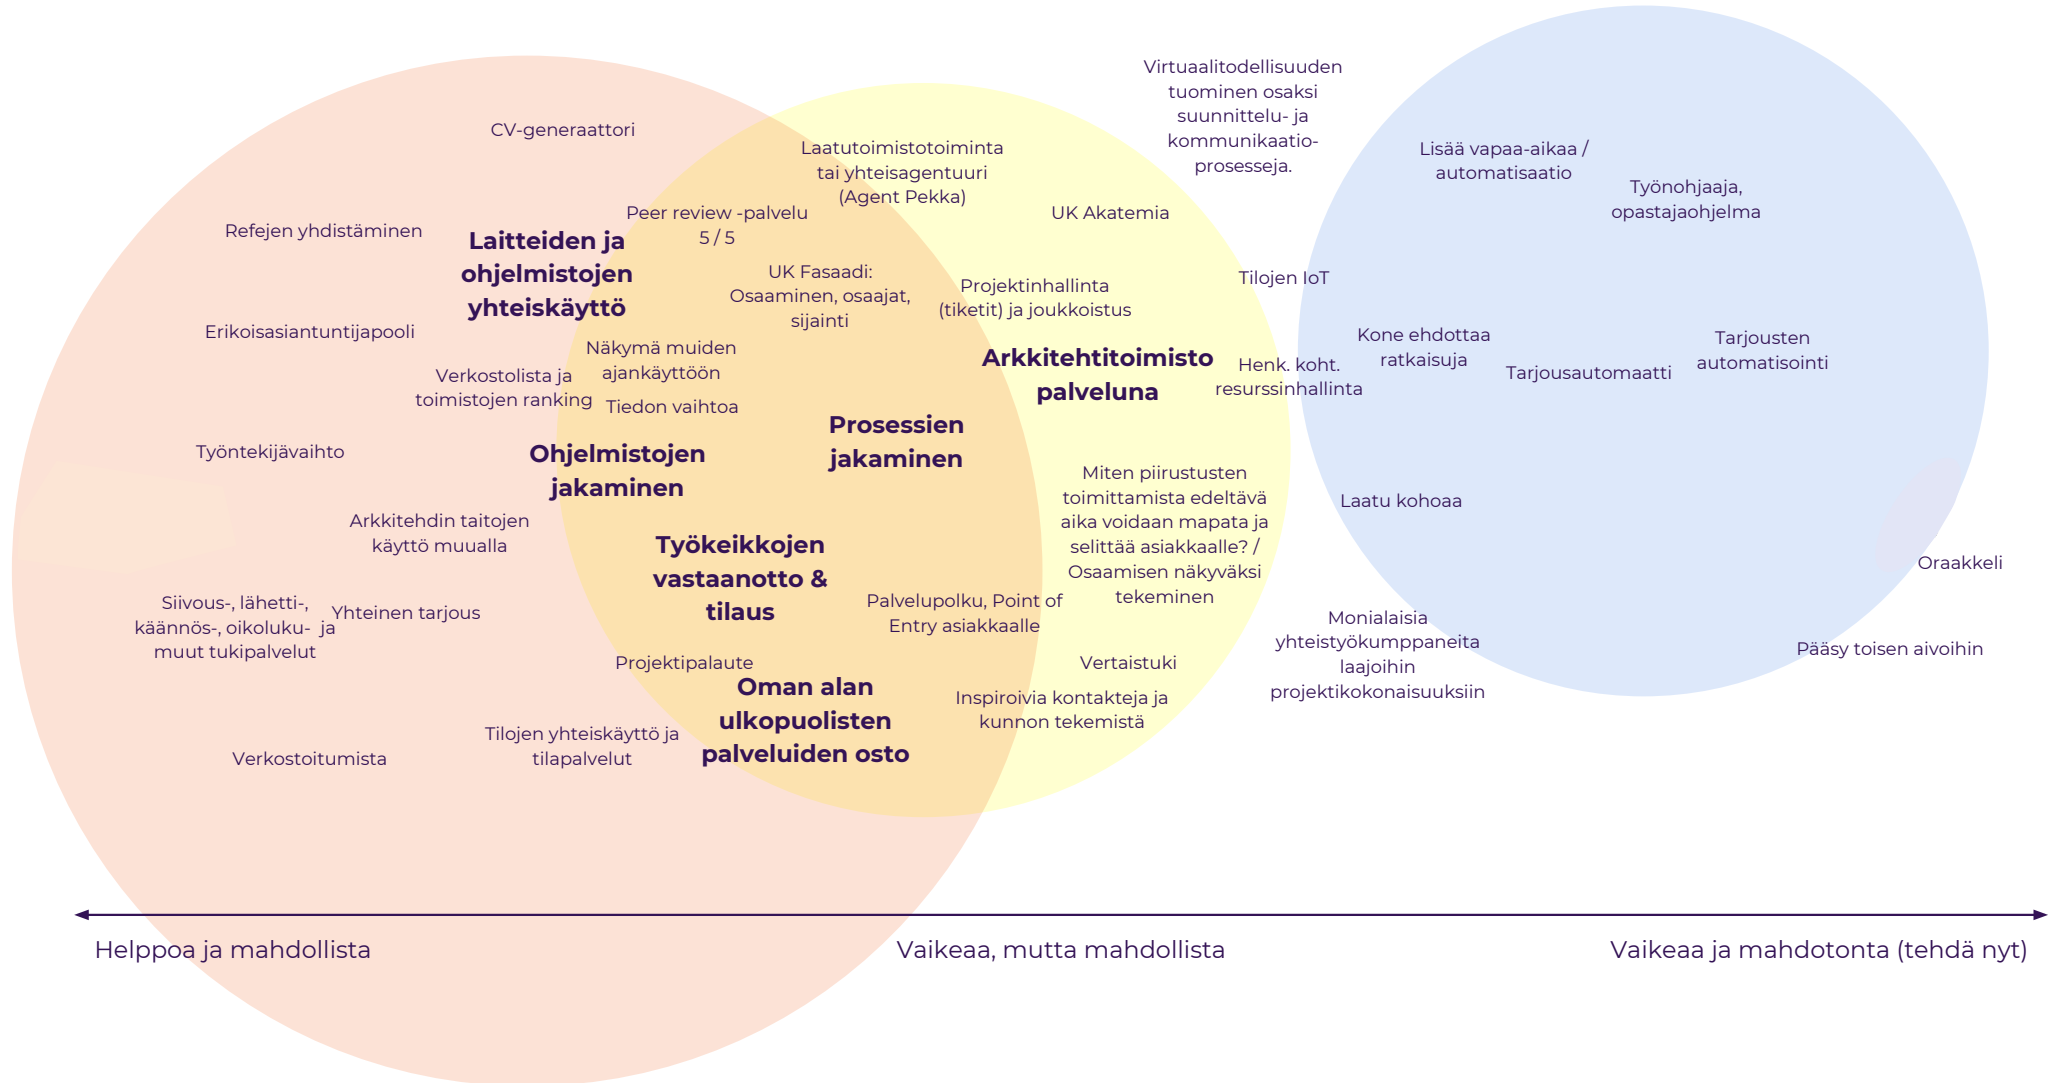 CV-generaattori
Refejen yhdistäminen
Laitteiden ja
ohjelmistojen
yhteiskäyttö
Erikoisasiantuntijapooli
Verkostolista ja
toimistojen ranking
Työntekijävaihto
Ohjelmistojen
jakaminen
Arkkitehdin taitojen
käyttö muualla
Siivous-, lähetti-,
käännös-, oikoluku- ja
muut tukipalvelut
Yhteinen tarjous
Verkostoitumista
Tilojen yhteiskäyttö ja
tilapalvelut
Laatutoimistotoiminta
tai yhteisagentuuri
(Agent Pekka)
Peer review -palvelu
5 / 5
UK Fasaadi:
Osaaminen, osaajat,
sijainti
Näkymä muiden
ajankäyttöön
Tiedon vaihtoa
Prosessien
jakaminen
Työkeikkojen
vastaanotto &
tilaus
Palvelupolku, Point of
Entry asiakkaalle
Projektipalaute
Oman alan
ulkopuolisten
palveluiden osto
UK Akatemia
Projektinhallinta
(tiketit) ja joukkoistus
Arkkitehtitoimisto
palveluna
Miten piirustusten
toimittamista edeltävä
aika voidaan mapata ja
selittää asiakkaalle? /
Osaamisen näkyväksi
tekeminen
Vertaistuki
Inspiroivia kontakteja ja
kunnon tekemistä
Virtuaalitodellisuuden
tuominen osaksi
suunnittelu- ja
kommunikaatio-
prosesseja.
Tilojen IoT
Henk. koht.
resurssinhallinta
Monialaisia
yhteistyökumppaneita
laajoihin
projektikokonaisuuksiin
Lisää vapaa-aikaa /
automatisaatio
Työnohjaaja,
opastajaohjelma
Kone ehdottaa
ratkaisuja
Tarjousautomaatti
Tarjousten
automatisointi
Laatu kohoaa
Oraakkeli
Pääsy toisen aivoihin
Helppoa ja mahdollista
Vaikeaa, mutta mahdollista
Vaikeaa ja mahdotonta (tehdä nyt)